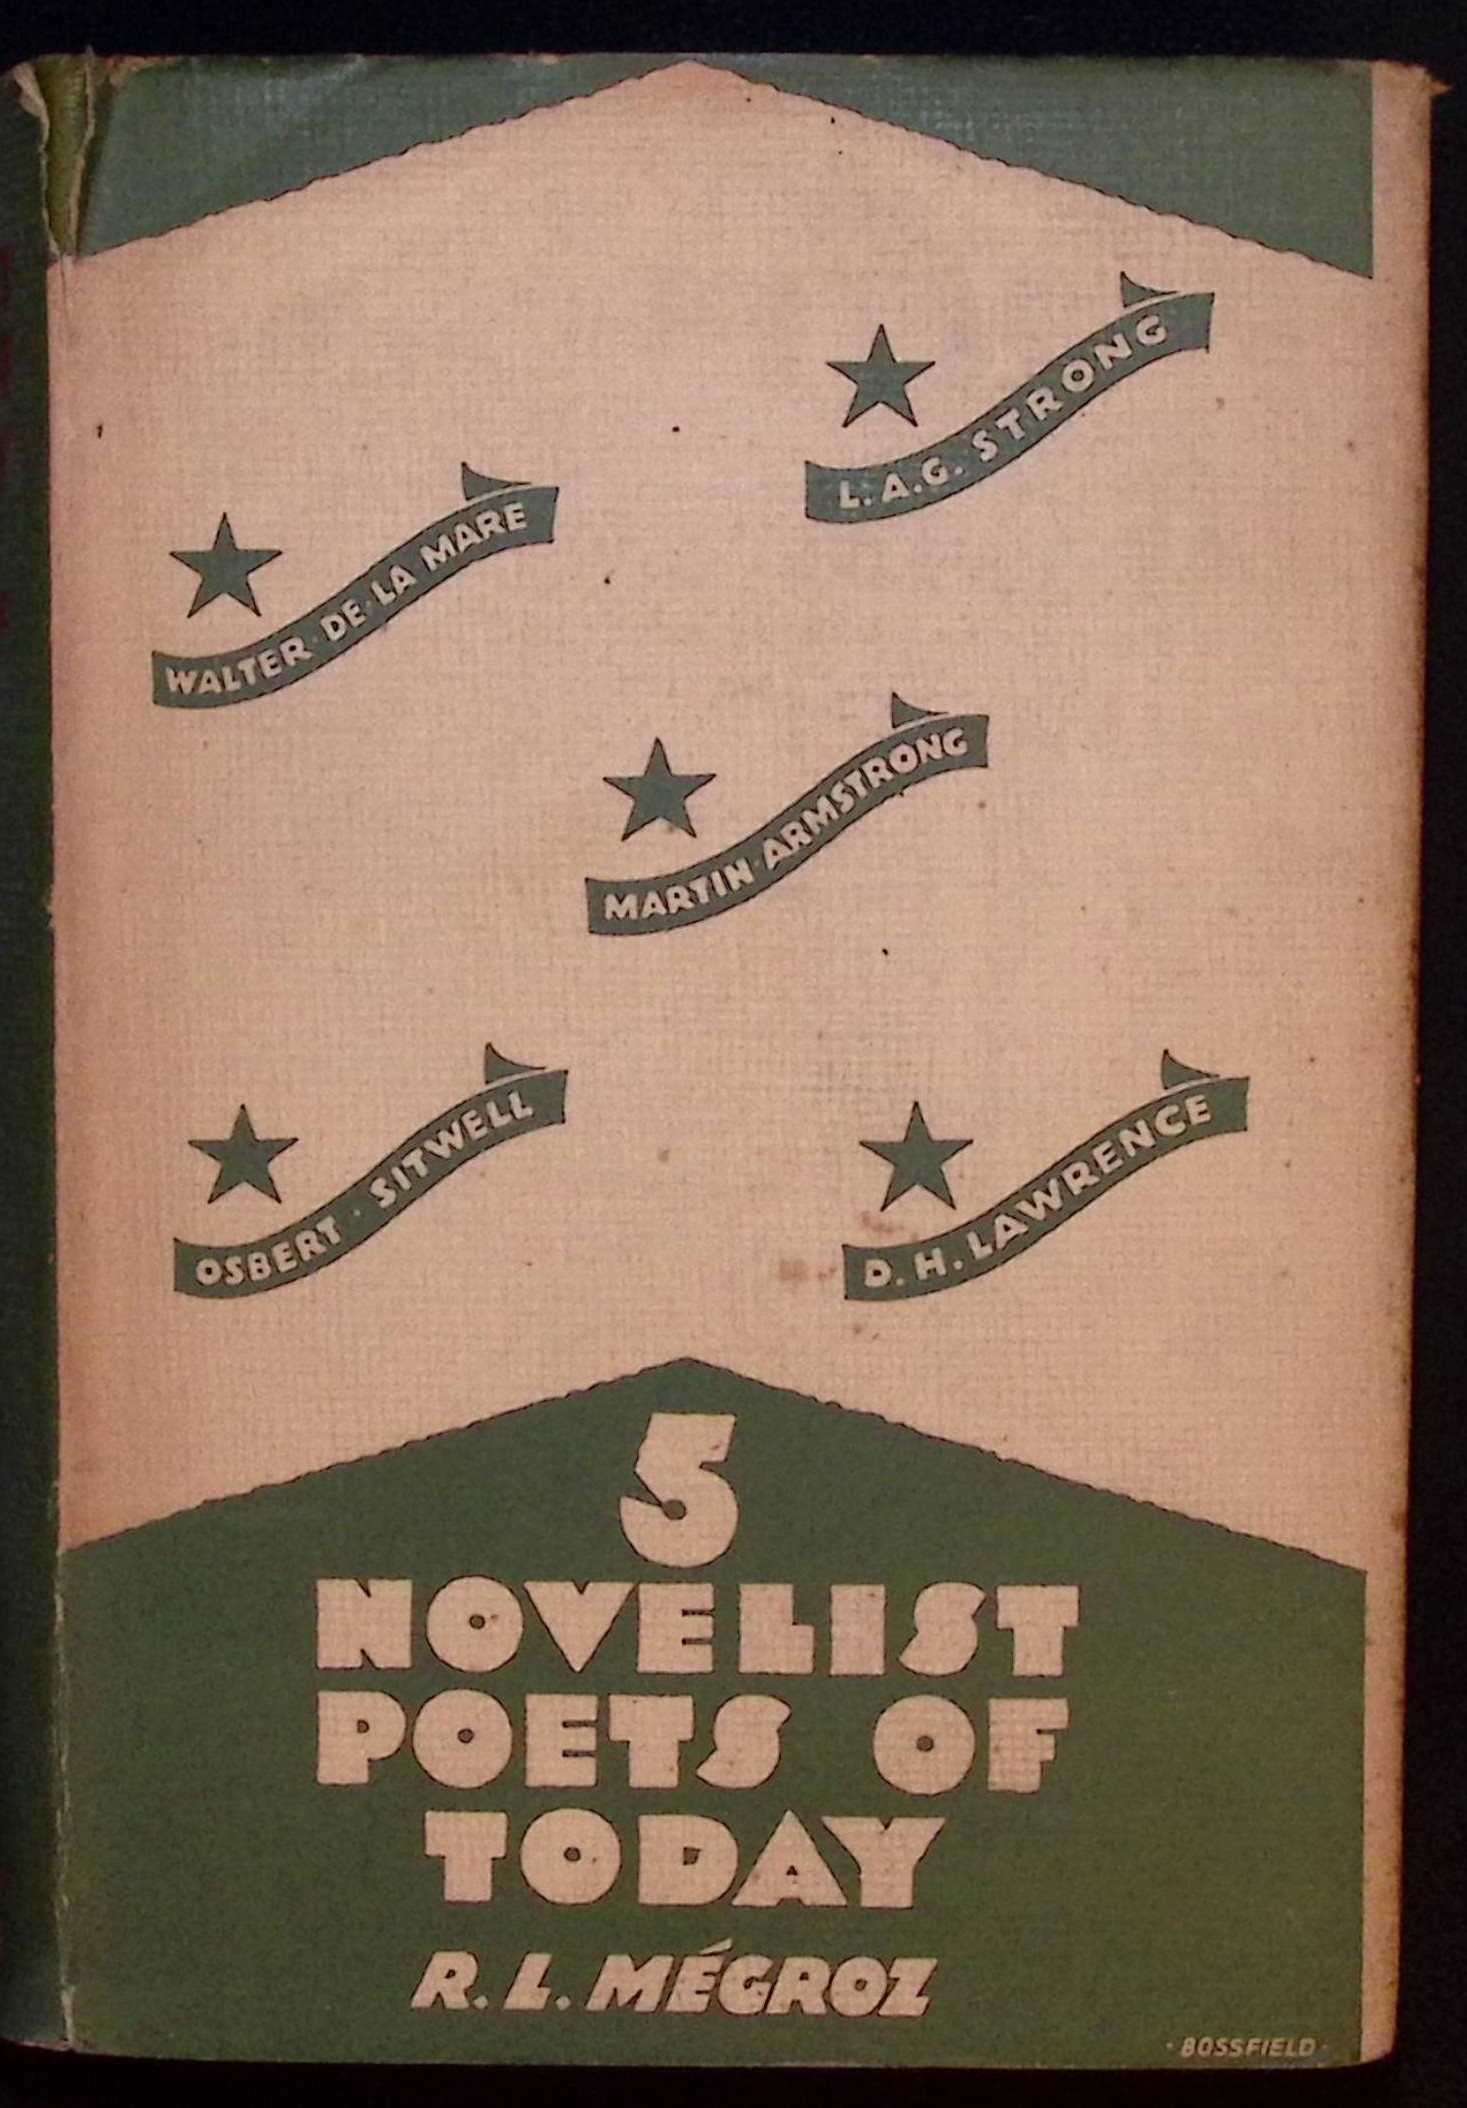 L.A.G. STRONG
WALTER·DE·LA MARE
MARTIN·ARMSTRONG
OSBERT · SITWELL
D. H. LAWRENCE
5
NOVELIST
POETS OF
TODAY
R. L. MÉGROZ
· BOSSFIELD ·